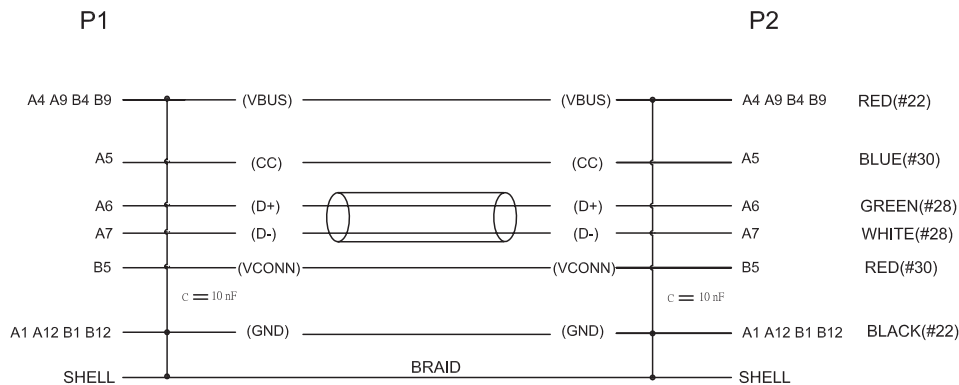 P1 P2
A4 A9 B4 B9 (VBUS) (VBUS) A4 A9 B4 B9 RED(#22)
A5 (CC) (CC) A5 BLUE(#30)
A6 (D+) (D+) A6 GREEN(#28)
A7 (D-) (D-) A7 WHITE(#28)
B5 (VCONN) (VCONN) B5 RED(#30)
C 10 nF C 10 nF
A1 A12 B1 B12 (GND) (GND) A1 A12 B1 B12 BLACK(#22)
SHELL BRAID SHELL